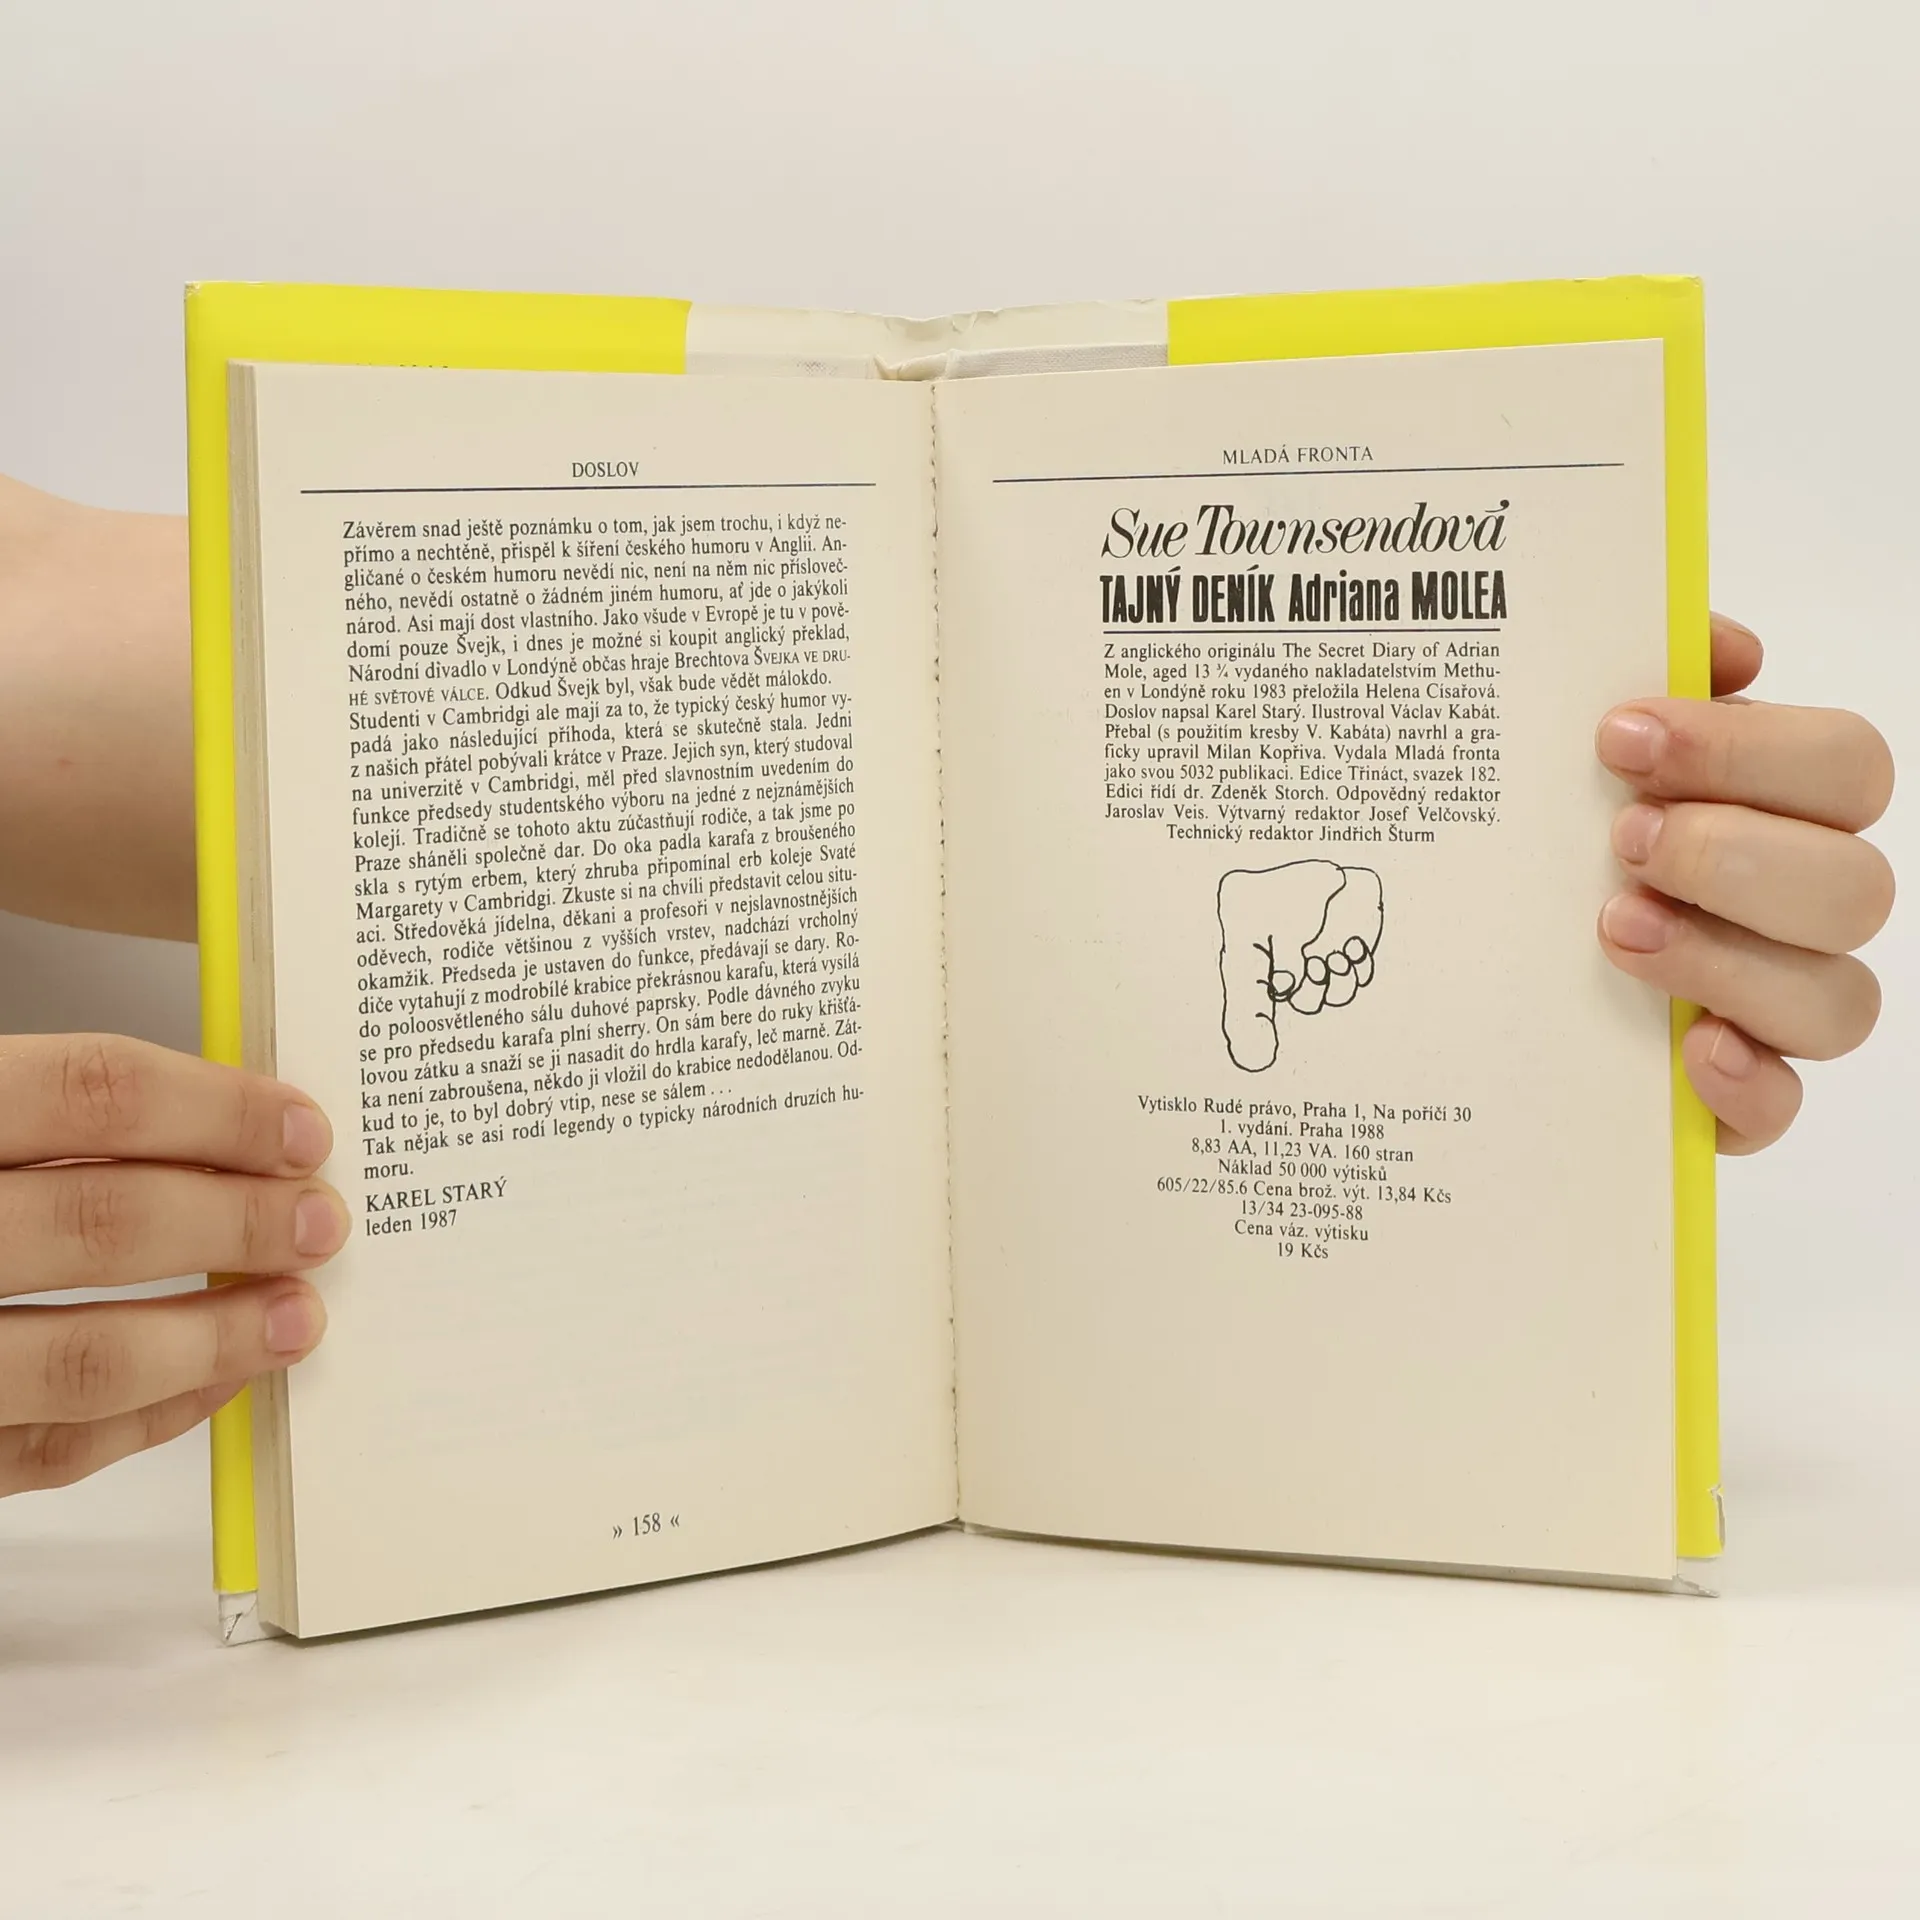 DOSLOV
Závěrem snad ještě poznámku o tom, jak jsem trochu, i když ne-
přímo a nechtěně, přispěl k šíření českého humoru v Anglii. An-
gličané o českém humoru nevědí nic, není na něm nic přísloveč-
ného, nevědí ostatně o žádném jiném humoru, ať jde o jakýkoli
národ. Asi mají dost vlastního. Jako všude v Evropě je tu v pově-
domí pouze Švejk, i dnes je možné si koupit anglický překlad,
Národní divadlo v Londýně občas hraje Brechtova ŠVEJKA VE DRU-
HÉ SVĚTOVÉ VÁLCE. Odkud Švejk byl, však bude vědět málokdo.
Studenti v Cambridgi ale mají za to, že typický český humor vy-
padá jako následující příhoda, která se skutečně stala. Jedni
z našich přátel pobývali krátce v Praze. Jejich syn, který studoval
na univerzitě v Cambridgi, měl před slavnostním uvedením do
funkce předsedy studentského výboru na jedné z nejznámějších
kolejí. Tradičně se tohoto aktu zúčastňují rodiče, a tak jsme po
Praze sháněli společně dar. Do oka padla karafa z broušeného
skla s rytým erbem, který zhruba připomínal erb koleje Svaté
Margarety v Cambridgi. Zkuste si na chvíli představit celou situ-
aci. Středověká jídelna, děkani a profesoři v nejslavnostnějších
oděvech, rodiče většinou z vyšších vrstev, nadchází vrcholný
okamžik. Předseda je ustaven do funkce, předávají se dary. Ro-
diče vytahují z modrobílé krabice překrásnou karafu, která vysílá
do poloosvětleného sálu duhové paprsky. Podle dávného zvyku
se pro předsedu karafa plní sherry. On sám bere do ruky křišťá-
lovou zátku a snaží se ji nasadit do hrdla karafy, leč marně. Zát-
ka není zabroušena, někdo ji vložil do krabice nedodělanou. Od-
kud to je, to byl dobrý vtip, nese se sálem . . .
Tak nějak se asi rodí legendy o typicky národních druzích hu-
moru.
KAREL STARÝ
leden 1987
» 158 «
MLADÁ FRONTA
Sue Townsendová
TAJNÝ DENÍK Adriana MOLEA
Z anglického originálu The Secret Diary of Adrian
Mole, aged 13 ¾ vydaného nakladatelstvím Methu-
en v Londýně roku 1983 přeložila Helena Císařová.
Doslov napsal Karel Starý. Ilustroval Václav Kabát.
Přebal (s použitím kresby V. Kabáta) navrhl a gra-
ficky upravil Milan Kopřiva. Vydala Mladá fronta
jako svou 5032 publikaci. Edice Třináct, svazek 182.
Edici řídí dr. Zdeněk Storch. Odpovědný redaktor
Jaroslav Veis. Výtvarný redaktor Josef Velčovský.
Technický redaktor Jindřich Šturm
Vytisklo Rudé právo, Praha 1, Na poříčí 30
1. vydání. Praha 1988
8,83 AA, 11,23 VA. 160 stran
Náklad 50 000 výtisků
605/22/85.6 Cena brož. výt. 13,84 Kčs
13/34 23-095-88
Cena váz. výtisku
19 Kčs